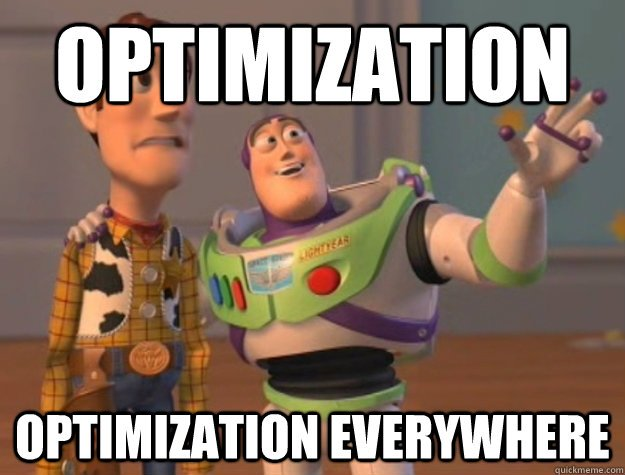 OPTIMIZATION
LIGHTYEAR
OPTIMIZATION EVERYWHERE
quickmeme.com